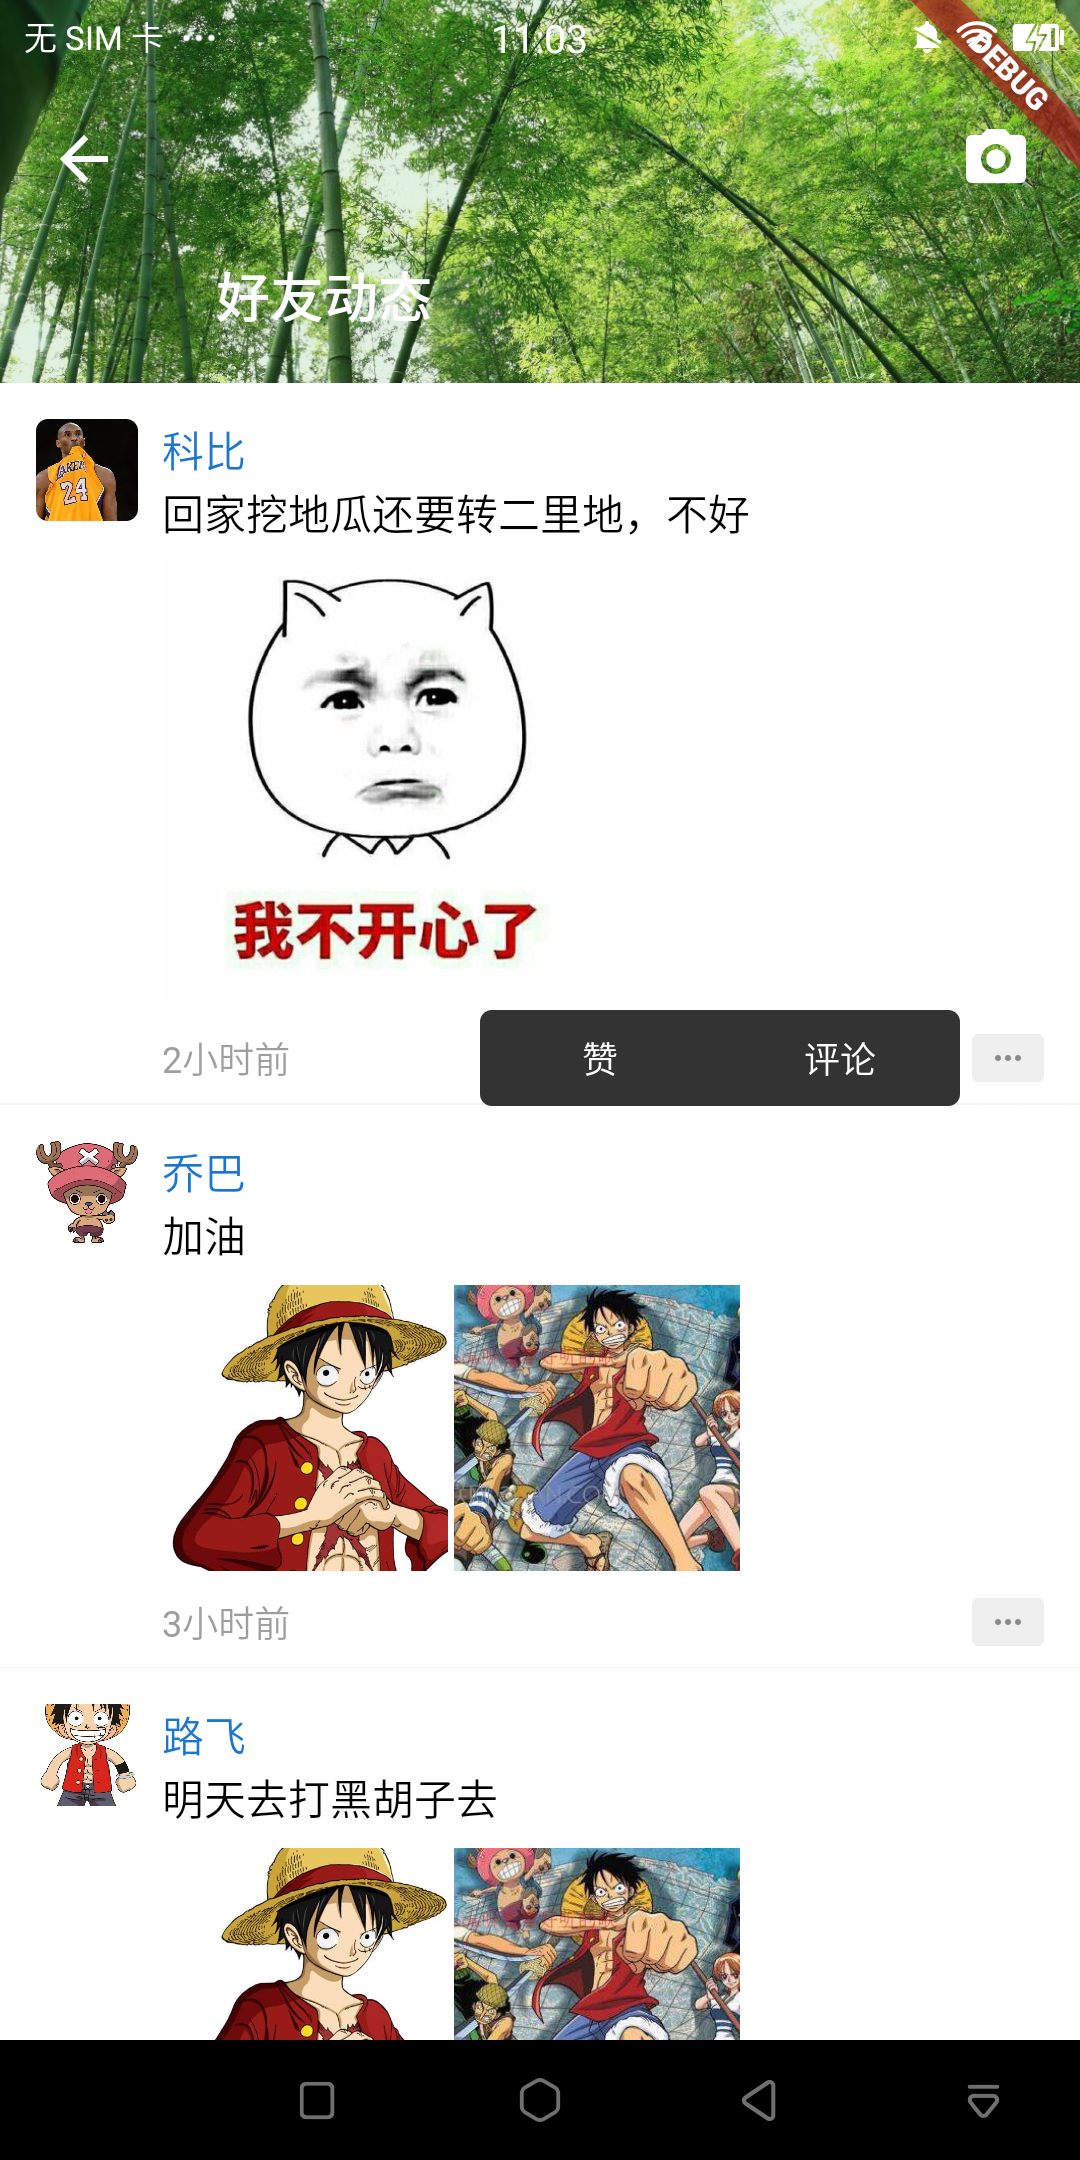 无 SIM 卡 ... 11:03
DEBUG
好友动态
科比
LAKERS
24
回家挖地瓜还要转二里地，不好
我不开心了
2小时前
赞 评论
乔巴
加油
3小时前
路飞
明天去打黑胡子去